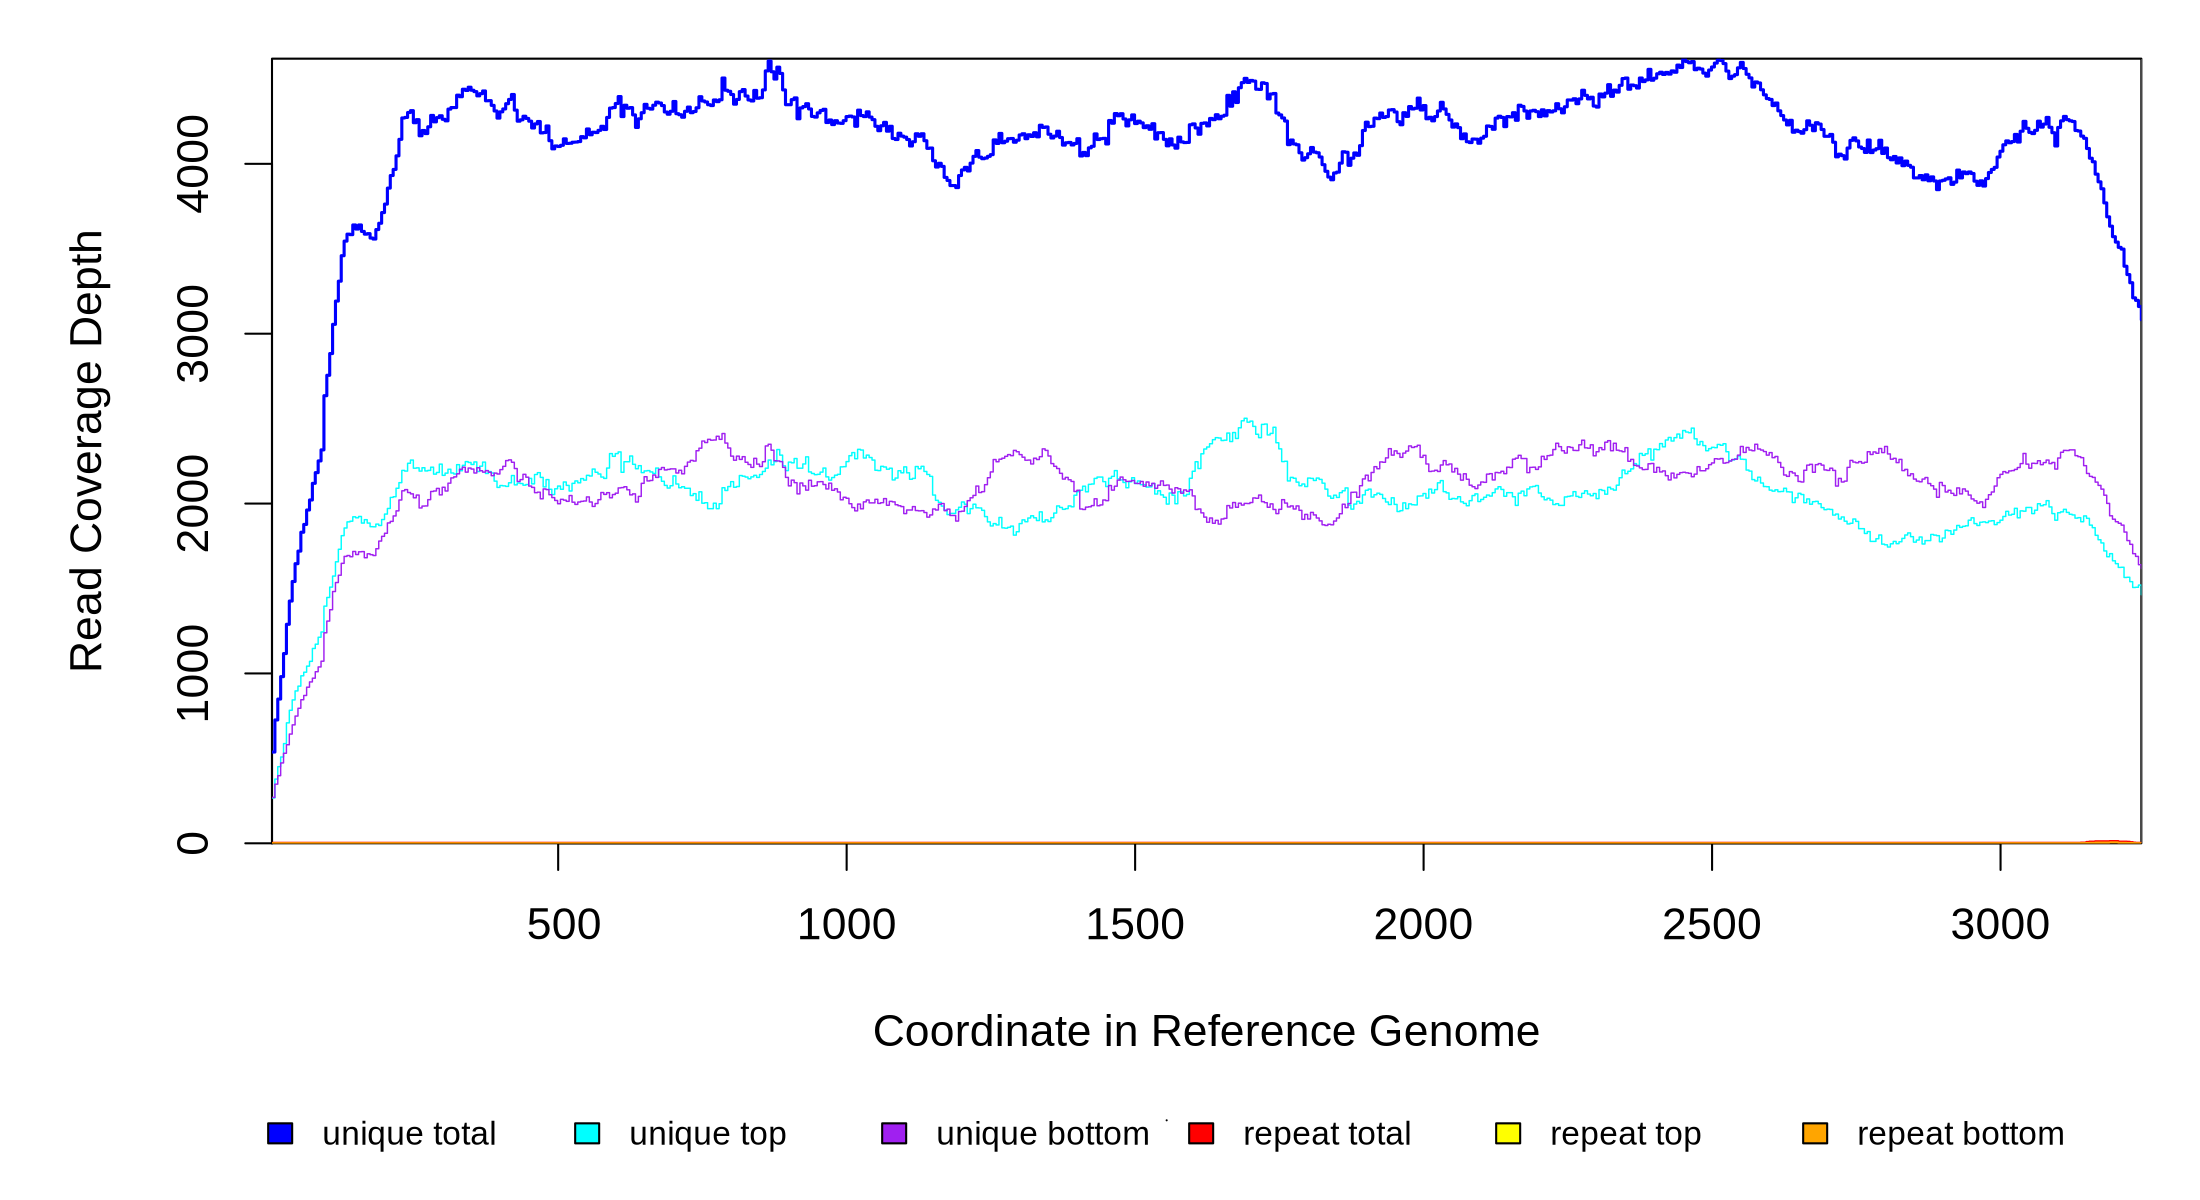 Read Coverage Depth
4000
3000
2000
1000
0
500 1000 1500 2000 2500 3000
Coordinate in Reference Genome
unique total unique top unique bottom repeat total repeat top repeat bottom